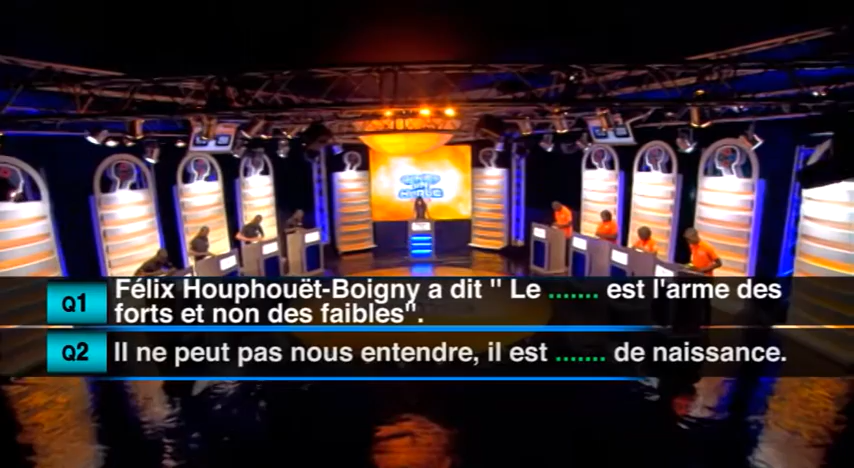 Q1
Félix Houphouët-Boigny a dit " Le ....... est l'arme des
forts et non des faibles".
Q2
Il ne peut pas nous entendre, il est ....... de naissance.